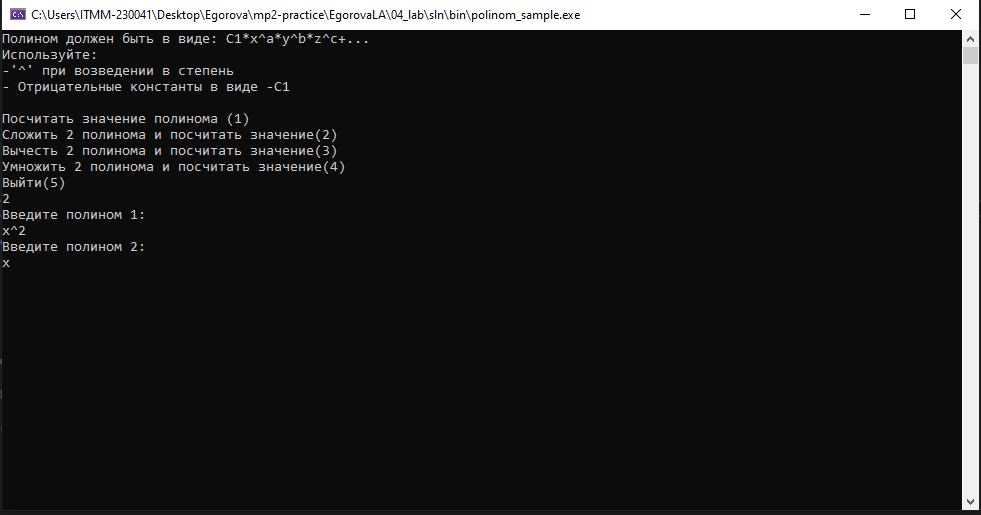 C:\Users\ITMM-230041\Desktop\Egorova\mp2-practice\EgorovaLA\04_lab\sln\bin\polinom_sample.exe
Полином должен быть в виде: C1*x^a*y^b*z^c+...
Используйте:
-'^' при возведении в степень
- Отрицательные константы в виде -C1
Посчитать значение полинома (1)
Сложить 2 полинома и посчитать значение(2)
Вычесть 2 полинома и посчитать значение(3)
Умножить 2 полинома и посчитать значение(4)
Выйти(5)
2
Введите полином 1:
x^2
Введите полином 2:
x